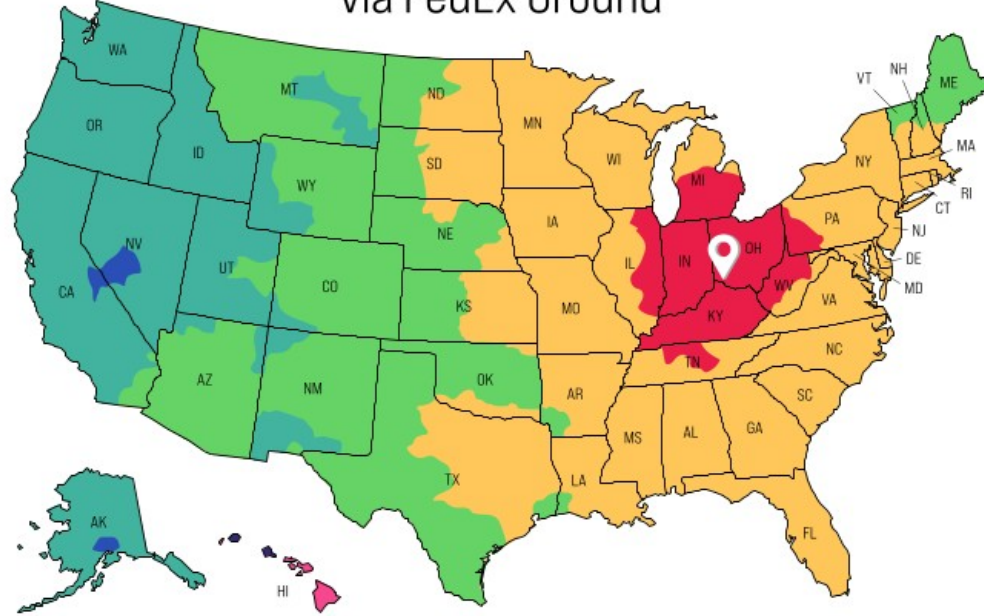 via FedEx Ground
WA
MT
ND
MN
VT
NH
ME
OR
ID
SD
WI
MI
NY
MA
WY
RI
CT
IA
PA
NE
NJ
NV
UT
IL
IN
OH
DE
MD
CA
CO
WV
VA
KS
MO
KY
NC
TN
AZ
NM
OK
AR
SC
MS
AL
GA
TX
LA
AK
FL
HI